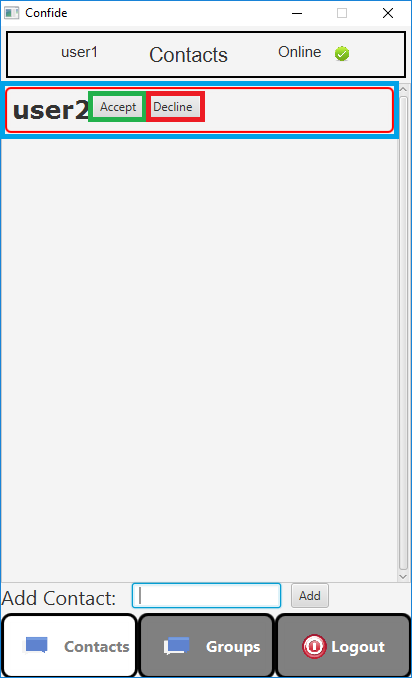 Confide
user1 Contacts Online
user2 Accept Decline
Add Contact: Add
Contacts Groups Logout